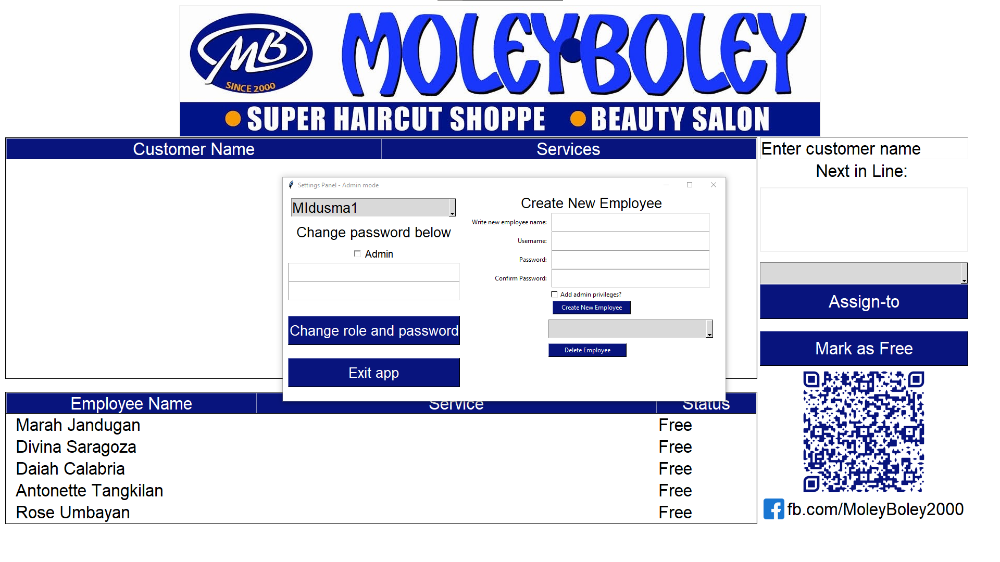 MB
SINCE 2000
MOLEY BOLEY
SUPER HAIRCUT SHOPPE BEAUTY SALON
Customer Name Services
Enter customer name
Next in Line:
Settings Panel - Admin mode
MIdusma1
Change password below
Admin
Change role and password
Exit app
Create New Employee
Write new employee name:
Username:
Password:
Confirm Password:
Add admin privileges?
Create New Employee
Delete Employee
Assign-to
Mark as Free
Employee Name Service Status
Marah Jandugan Free
Divina Saragoza Free
Daiah Calabria Free
Antonette Tangkilan Free
Rose Umbayan Free
fb.com/MoleyBoley2000